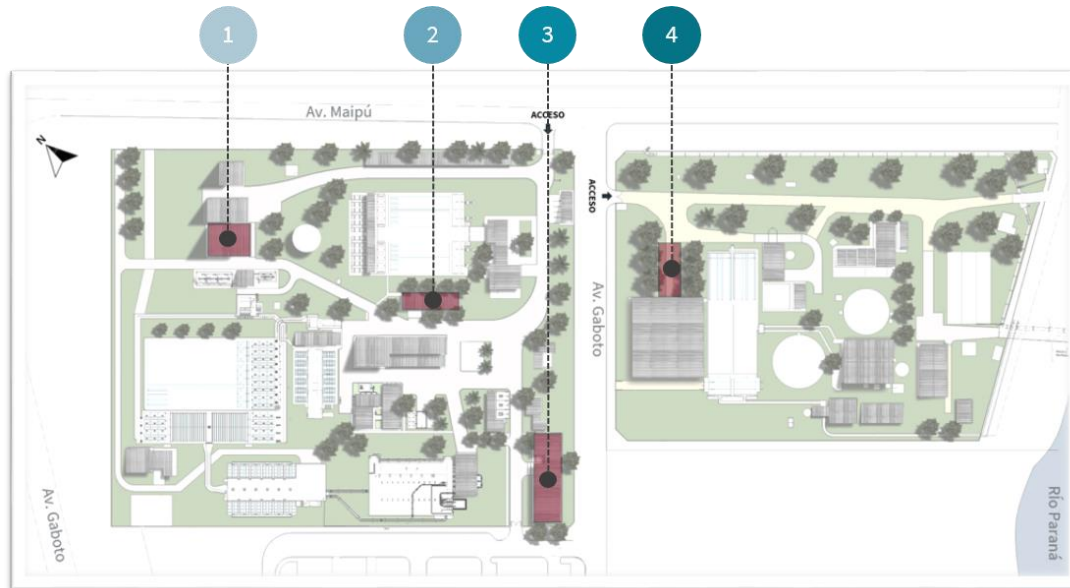 1
2
3
4
Av. Maipú
ACCESO
N
ACCESO
Av. Gaboto
Av. Gaboto
Río Paraná